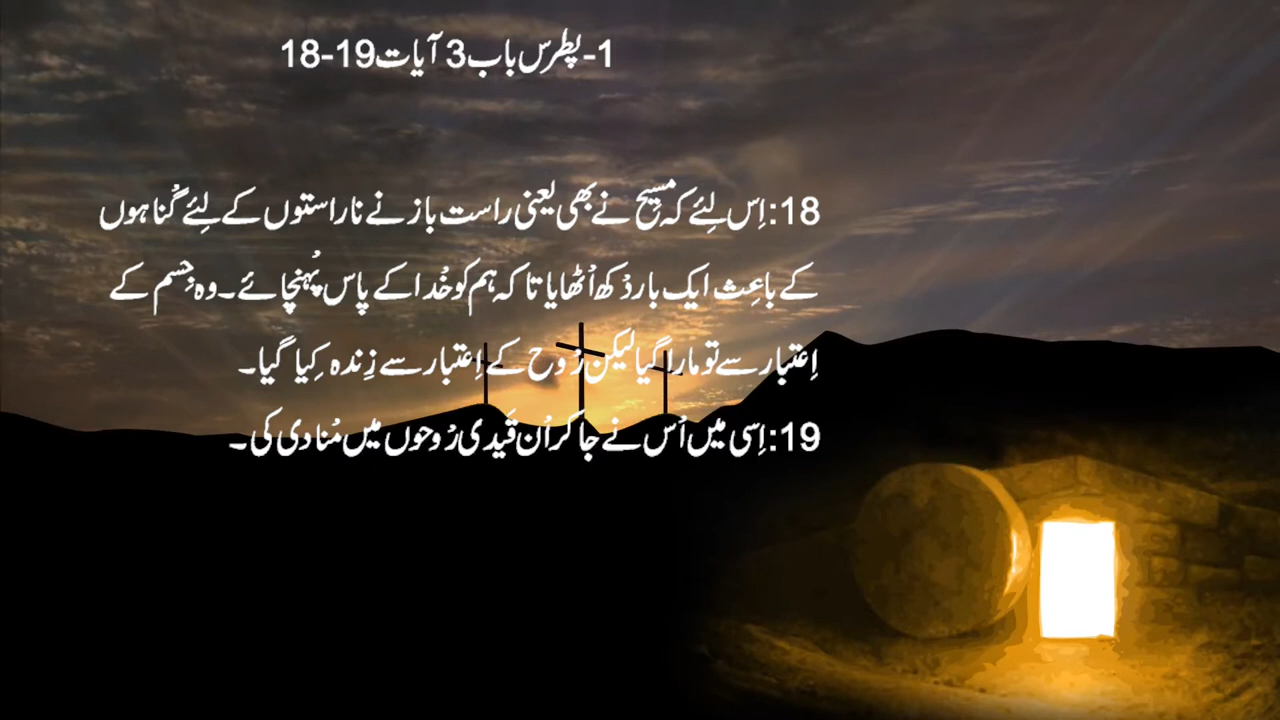 1-پطرس باب 3 آیات 19-18
18:اِس لِئے کہ مسِیح نے بھی یعنی راست باز نے ناراستوں کے لِئے گُناہوں
کے باعِث ایک بار دُکھ اُٹھایا تاکہ ہم کو خُدا کے پاس پُہنچائے۔ وہ جِسم کے
اِعتبار سے تو مارا گیا لیکن رُوح کے اِعتبار سے زِندہ کِیا گیا۔
19:اِسی میں اُس نے جا کر اُن قَیدی رُوحوں میں مُنادی کی۔